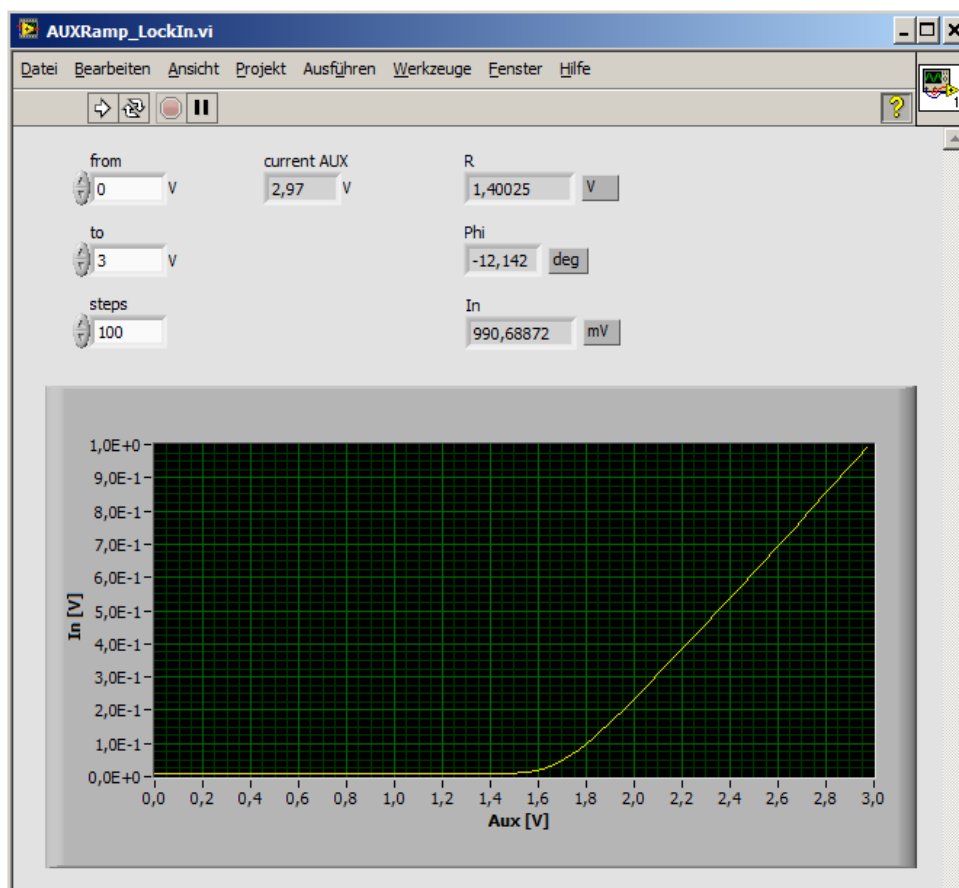 AUXRamp_LockIn.vi
Datei Bearbeiten Ansicht Projekt Ausführen Werkzeuge Fenster Hilfe
?
1
from current AUX R
0 V 2,97 V 1,40025 V
to Phi
3 V -12,142 deg
steps In
100 990,68872 mV
1,0E+0
9,0E-1
8,0E-1
7,0E-1
6,0E-1
5,0E-1
4,0E-1
3,0E-1
2,0E-1
1,0E-1
0,0E+0
In [V]
0,0 0,2 0,4 0,6 0,8 1,0 1,2 1,4 1,6 1,8 2,0 2,2 2,4 2,6 2,8 3,0
Aux [V]